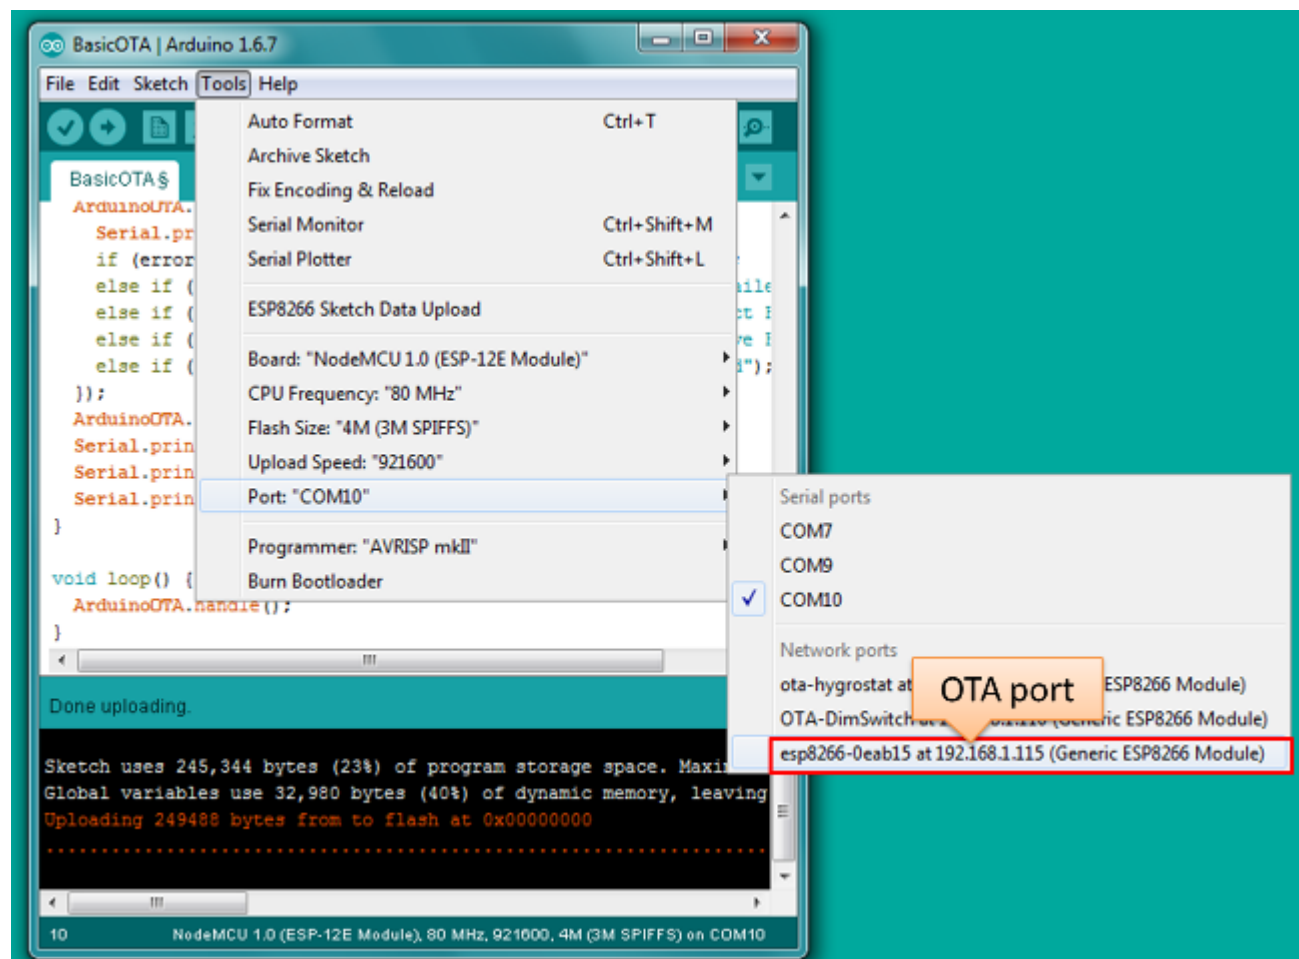 BasicOTA | Arduino 1.6.7
File Edit Sketch Tools Help
Auto Format Ctrl+T
Archive Sketch
BasicOTA§
Fix Encoding & Reload
ArduinoOTA.
Serial Monitor Ctrl+Shift+M
Serial.pr
Serial Plotter Ctrl+Shift+L
if (error
else if (
ESP8266 Sketch Data Upload
else if (
else if (
Board: "NodeMCU 1.0 (ESP-12E Module)"
else if ( ");
CPU Frequency: "80 MHz"
});
ArduinoOTA.
Flash Size: "4M (3M SPIFFS)"
Serial.prin
Upload Speed: "921600"
Serial.prin
Serial.prin
Port: "COM10"
}
Programmer: "AVRISP mkII"
void loop() {
Burn Bootloader
ArduinoOTA.handle();
}
Serial ports
COM7
COM9
COM10
Network ports
ota-hygrostat at ESP8266 Module)
OTA port
OTA-DimSwitch ESP8266 Module)
esp8266-0eab15 at 192.168.1.115 (Generic ESP8266 Module)
Done uploading.
Sketch uses 245,344 bytes (23%) of program storage space.
Global variables use 32,980 bytes (40%) of dynamic memory, leaving
Uploading 249488 bytes from to flash at 0x00000000
................................................................
10 NodeMCU 1.0 (ESP-12E Module), 80 MHz, 921600, 4M (3M SPIFFS) on COM10